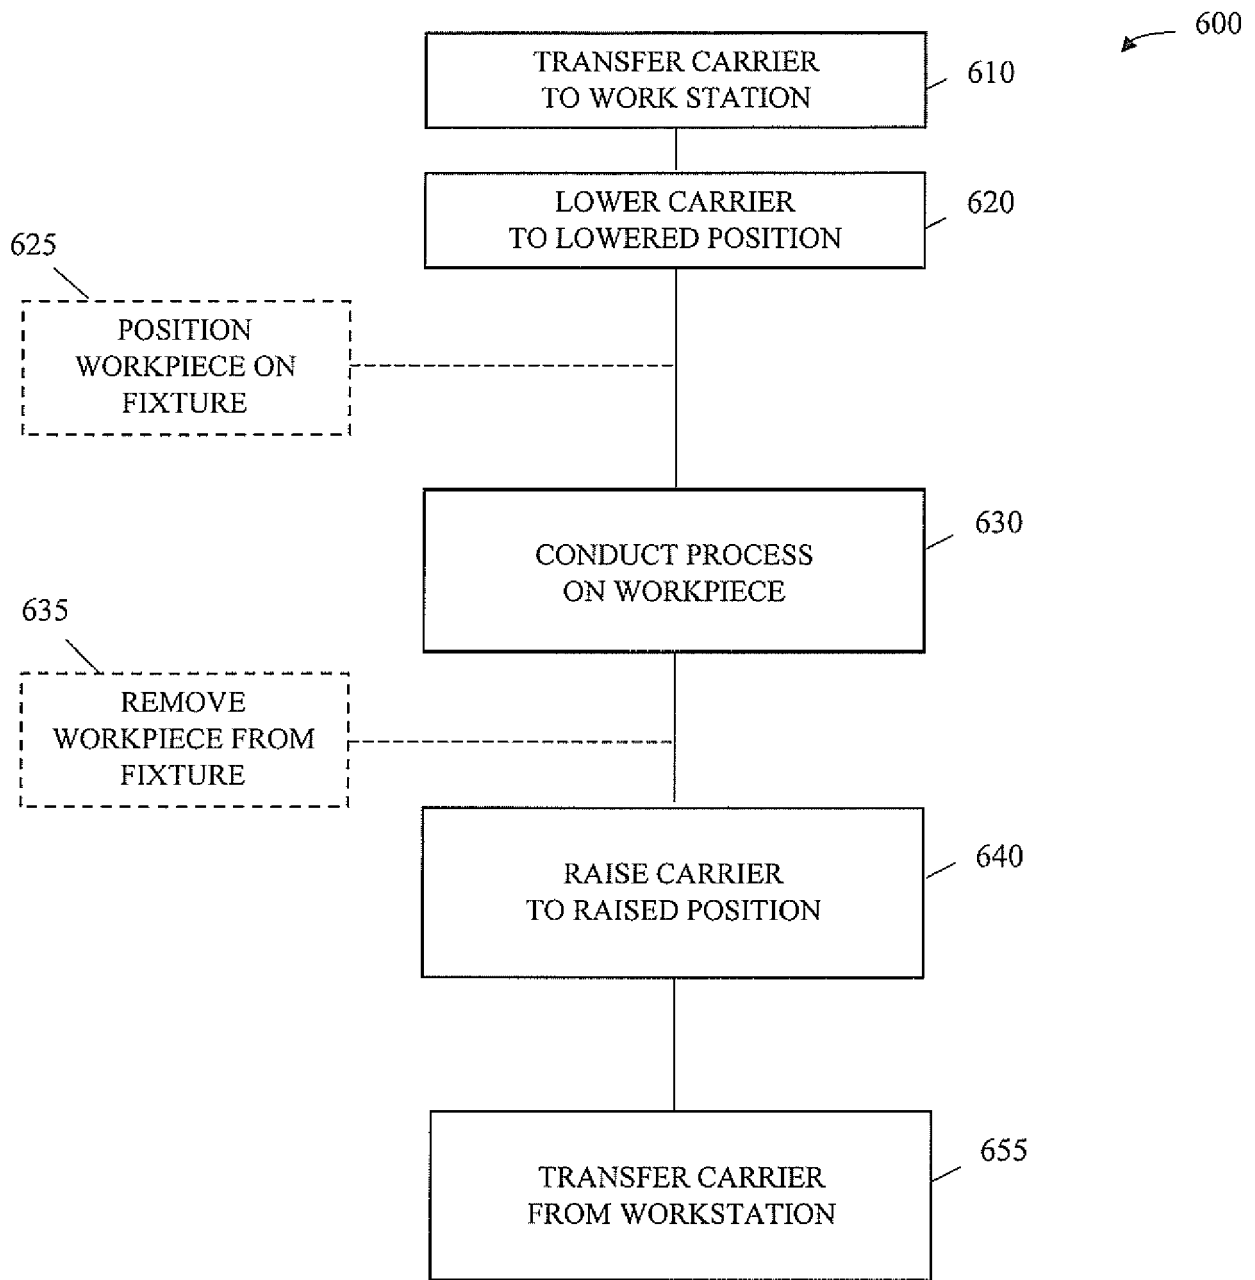 600
TRANSFER CARRIER
TO WORK STATION
610
LOWER CARRIER
TO LOWERED POSITION
620
625
POSITION
WORKPIECE ON
FIXTURE
CONDUCT PROCESS
ON WORKPIECE
630
635
REMOVE
WORKPIECE FROM
FIXTURE
RAISE CARRIER
TO RAISED POSITION
640
TRANSFER CARRIER
FROM WORKSTATION
655